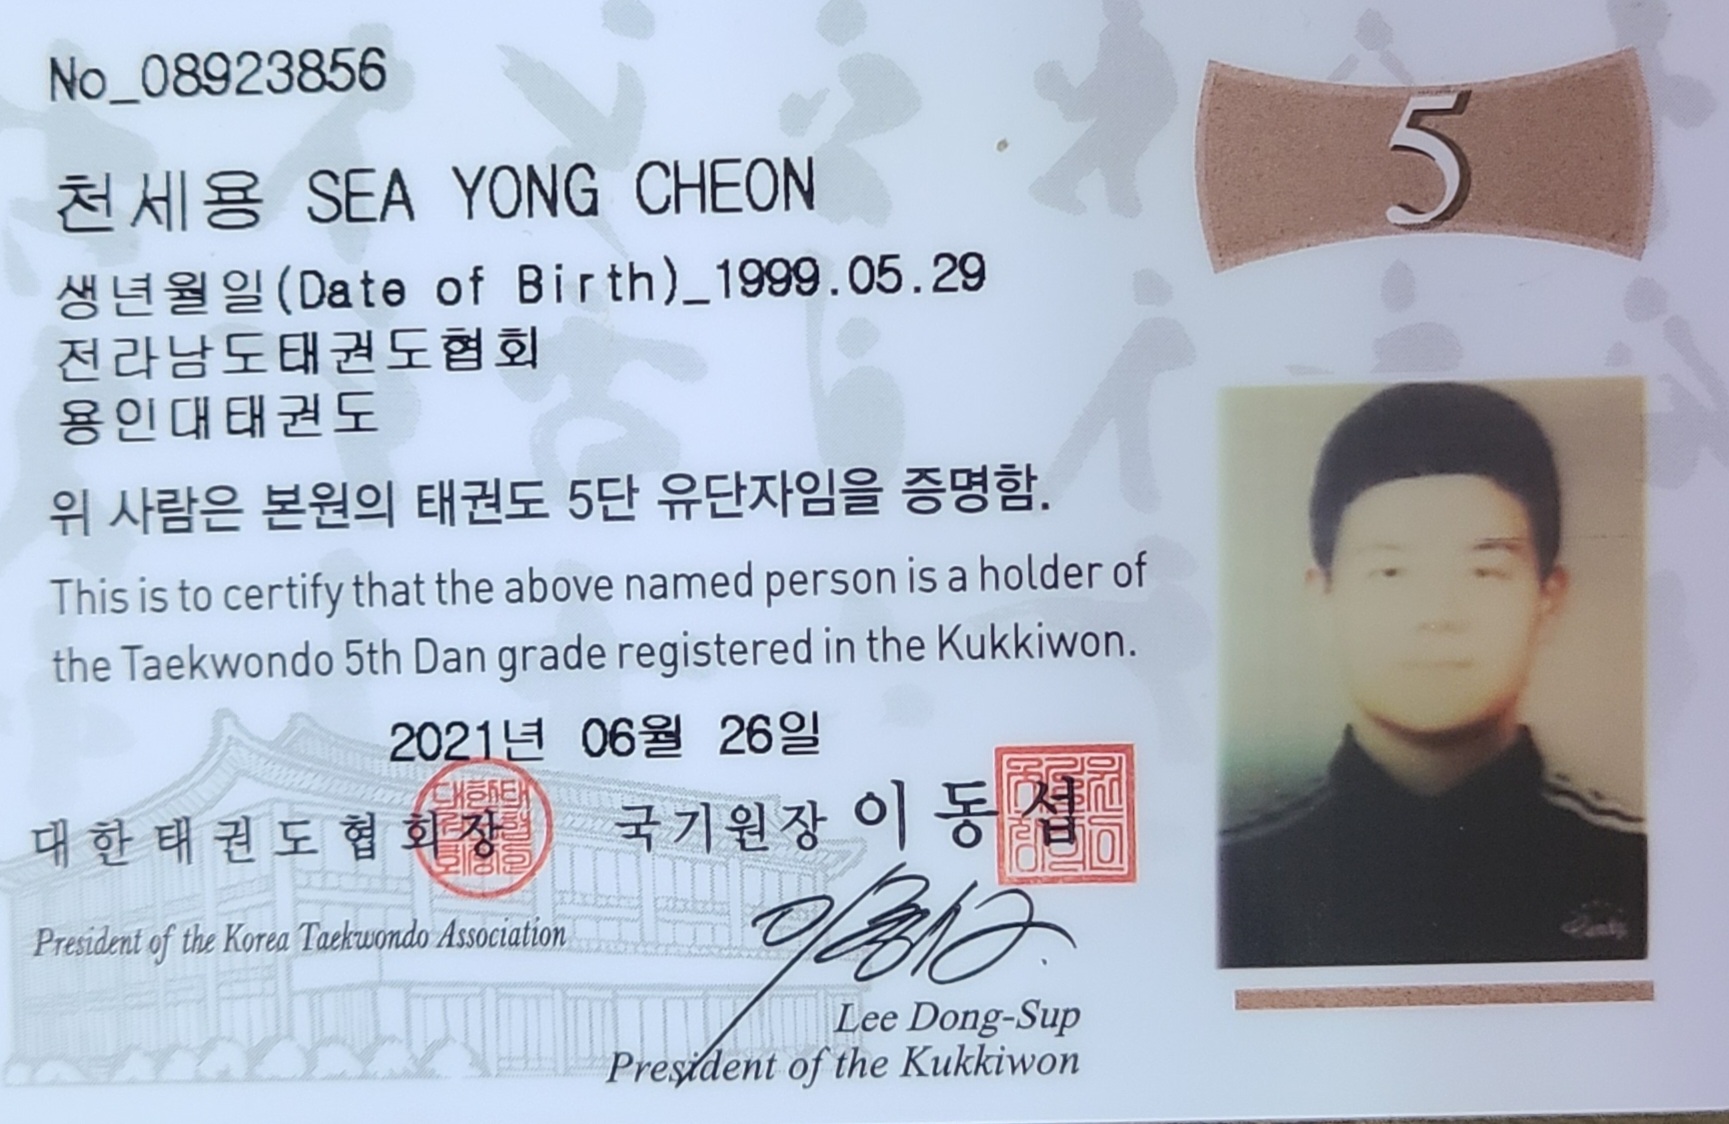 No_08923856
5
천세용 SEA YONG CHEON
생년월일(Date of Birth)_1999.05.29
전라남도태권도협회
용인대태권도
위 사람은 본원의 태권도 5단 유단자임을 증명함.
This is to certify that the above named person is a holder of
the Taekwondo 5th Dan grade registered in the Kukkiwon.
2021년 06월 26일
대한태권도협회장 국기원장 이동섭
President of the Korea Taekwondo Association
Lee Dong-Sup
President of the Kukkiwon